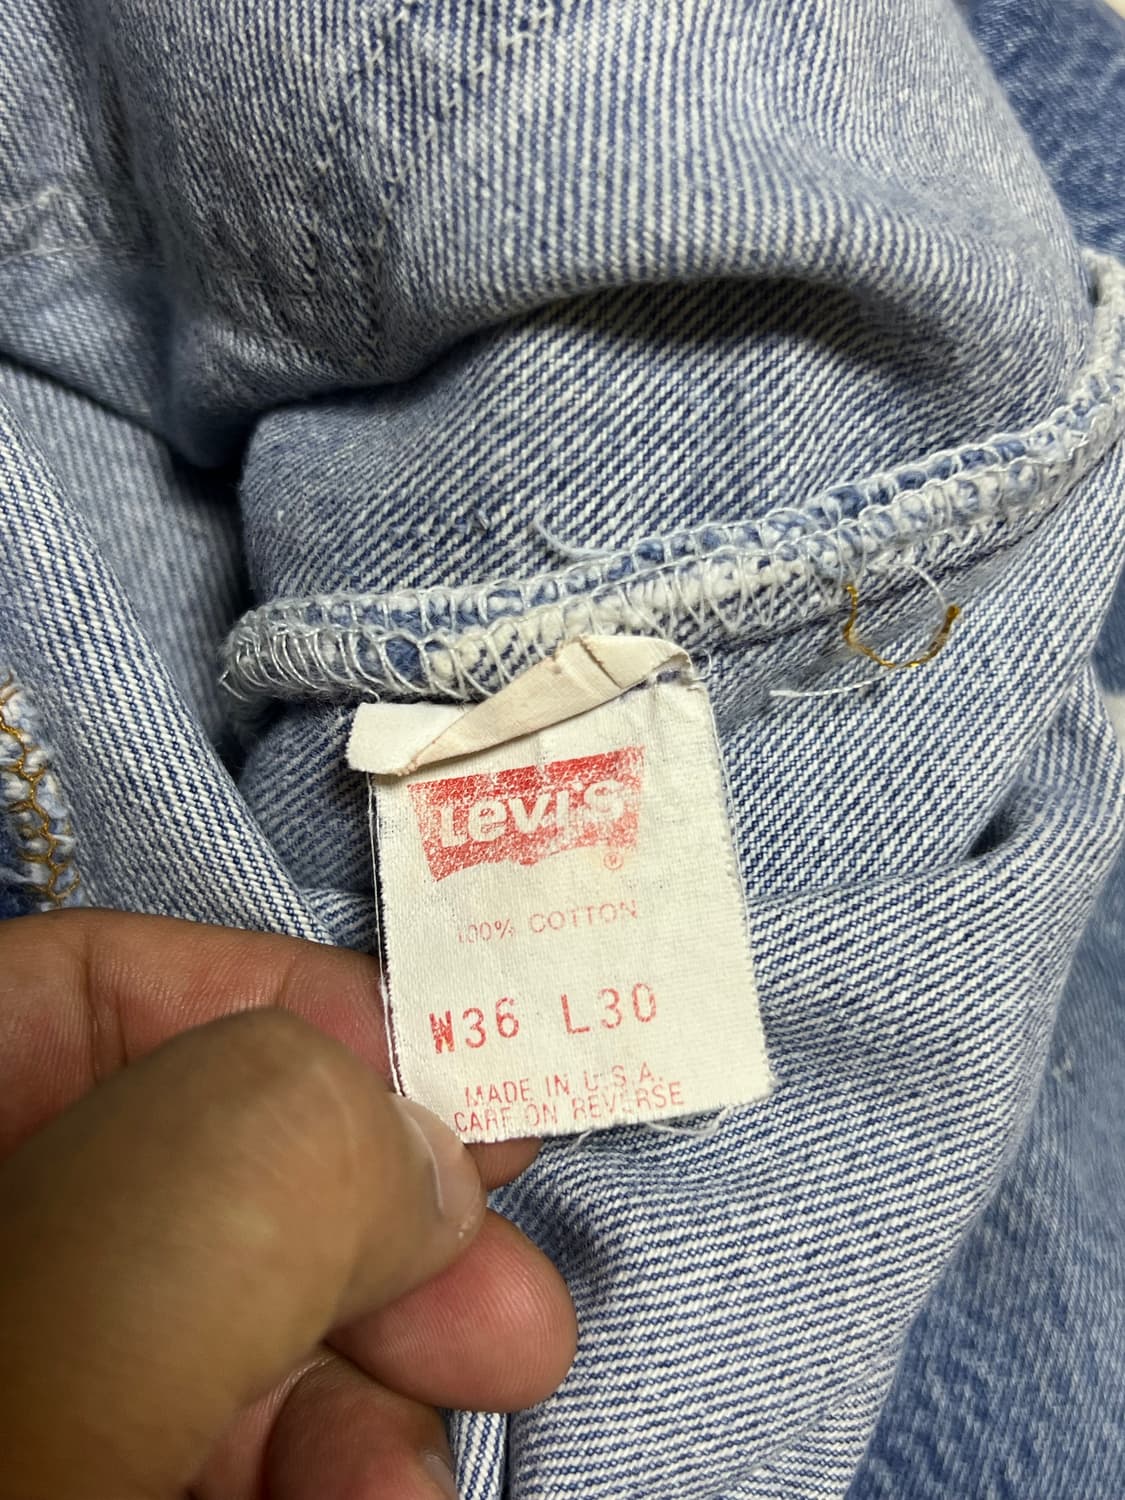 Levi's
®
100% COTTON
W36 L30
MADE IN U.S.A.
CARE ON REVERSE